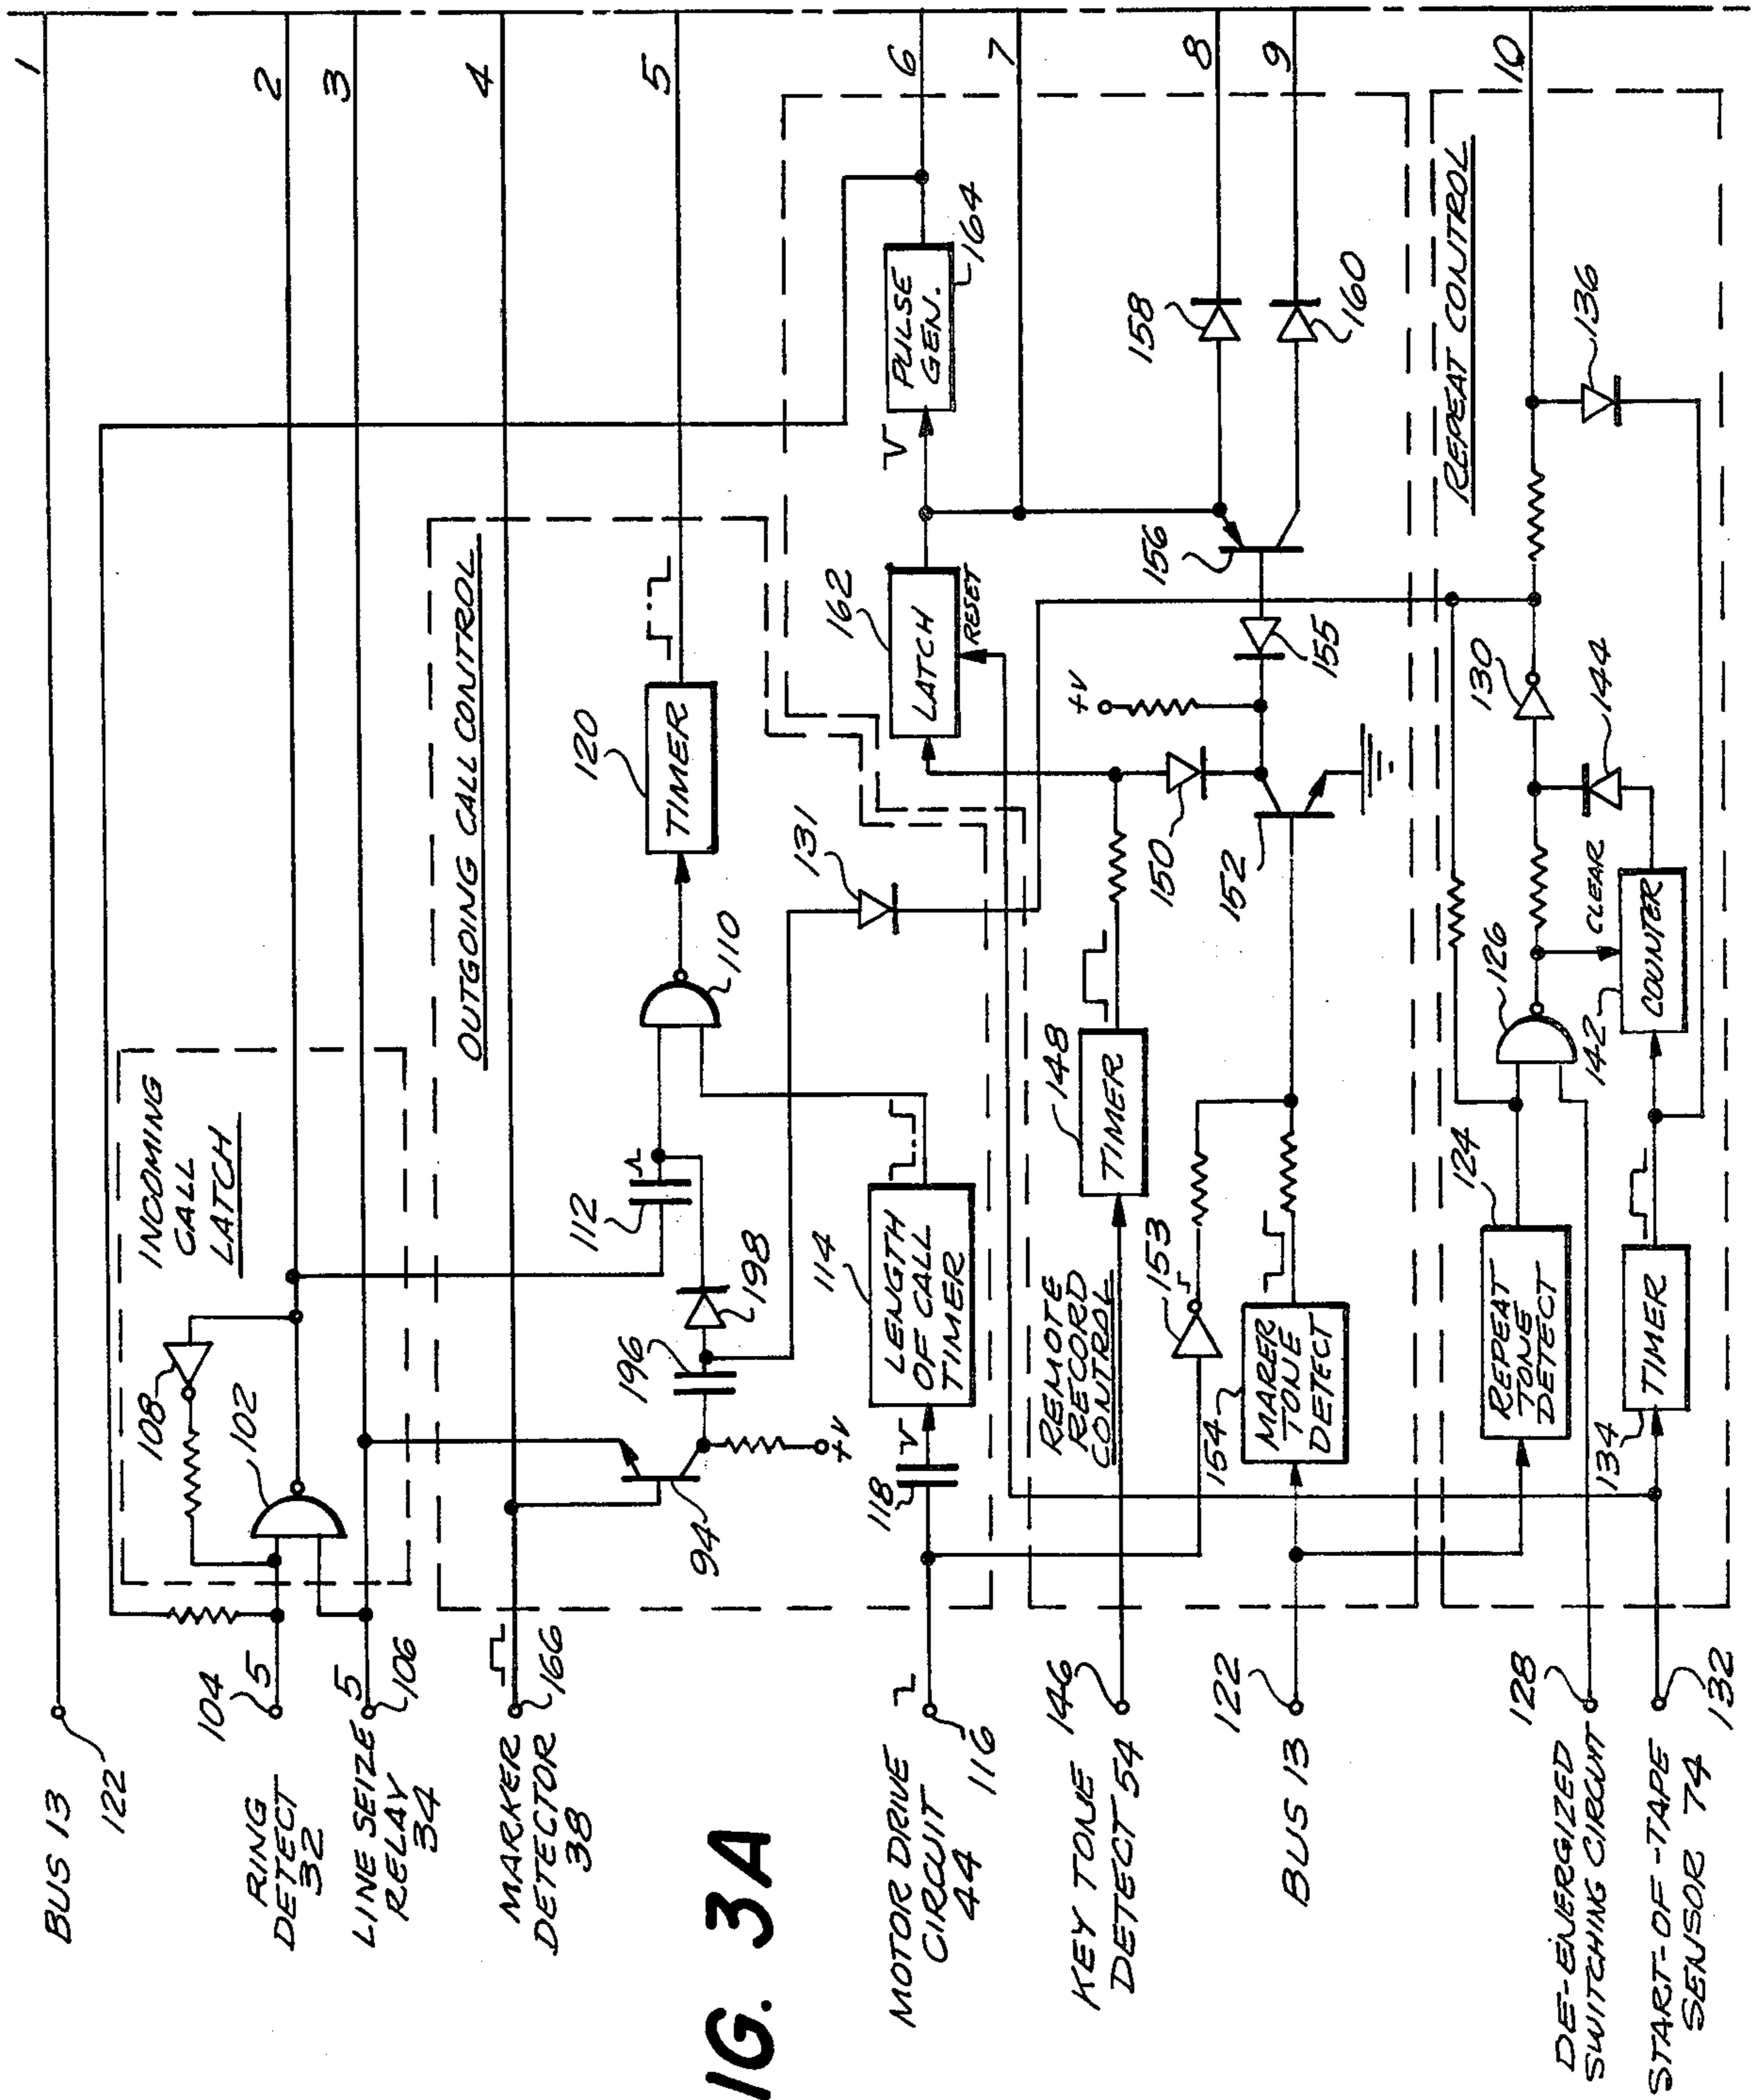 BUS 13
122
1
RING
DETECT
32
104
5
2
LINE SEIZE
RELAY
34
5
106
3
INCOMING
CALL
LATCH
108
102
MARKER
DETECTOR
38
166
4
OUTGOING CALL CONTROL
94
196
+V
198
112
110
TIMER
120
5
131
MOTOR DRIVE
CIRCUIT
44
116
118
LENGTH
OF CALL
TIMER
114
LATCH
162
RESET
PULSE
GEN.
164
6
7
REMOTE
RECORD
CONTROL
KEY TONE
DETECT 54
146
TIMER
148
150
152
153
+V
155
156
158
160
8
9
BUS 13
122
MARER
TONE
DETECT
154
REPEAT CONTROL
DE-ENERGIZED
SWITCHING CIRCUIT
128
REPEAT
TONE
DETECT
124
126
CLEAR
130
144
142
COUNTER
136
10
START-OF-TAPE
SENSOR 74
132
TIMER
134
IG. 3A